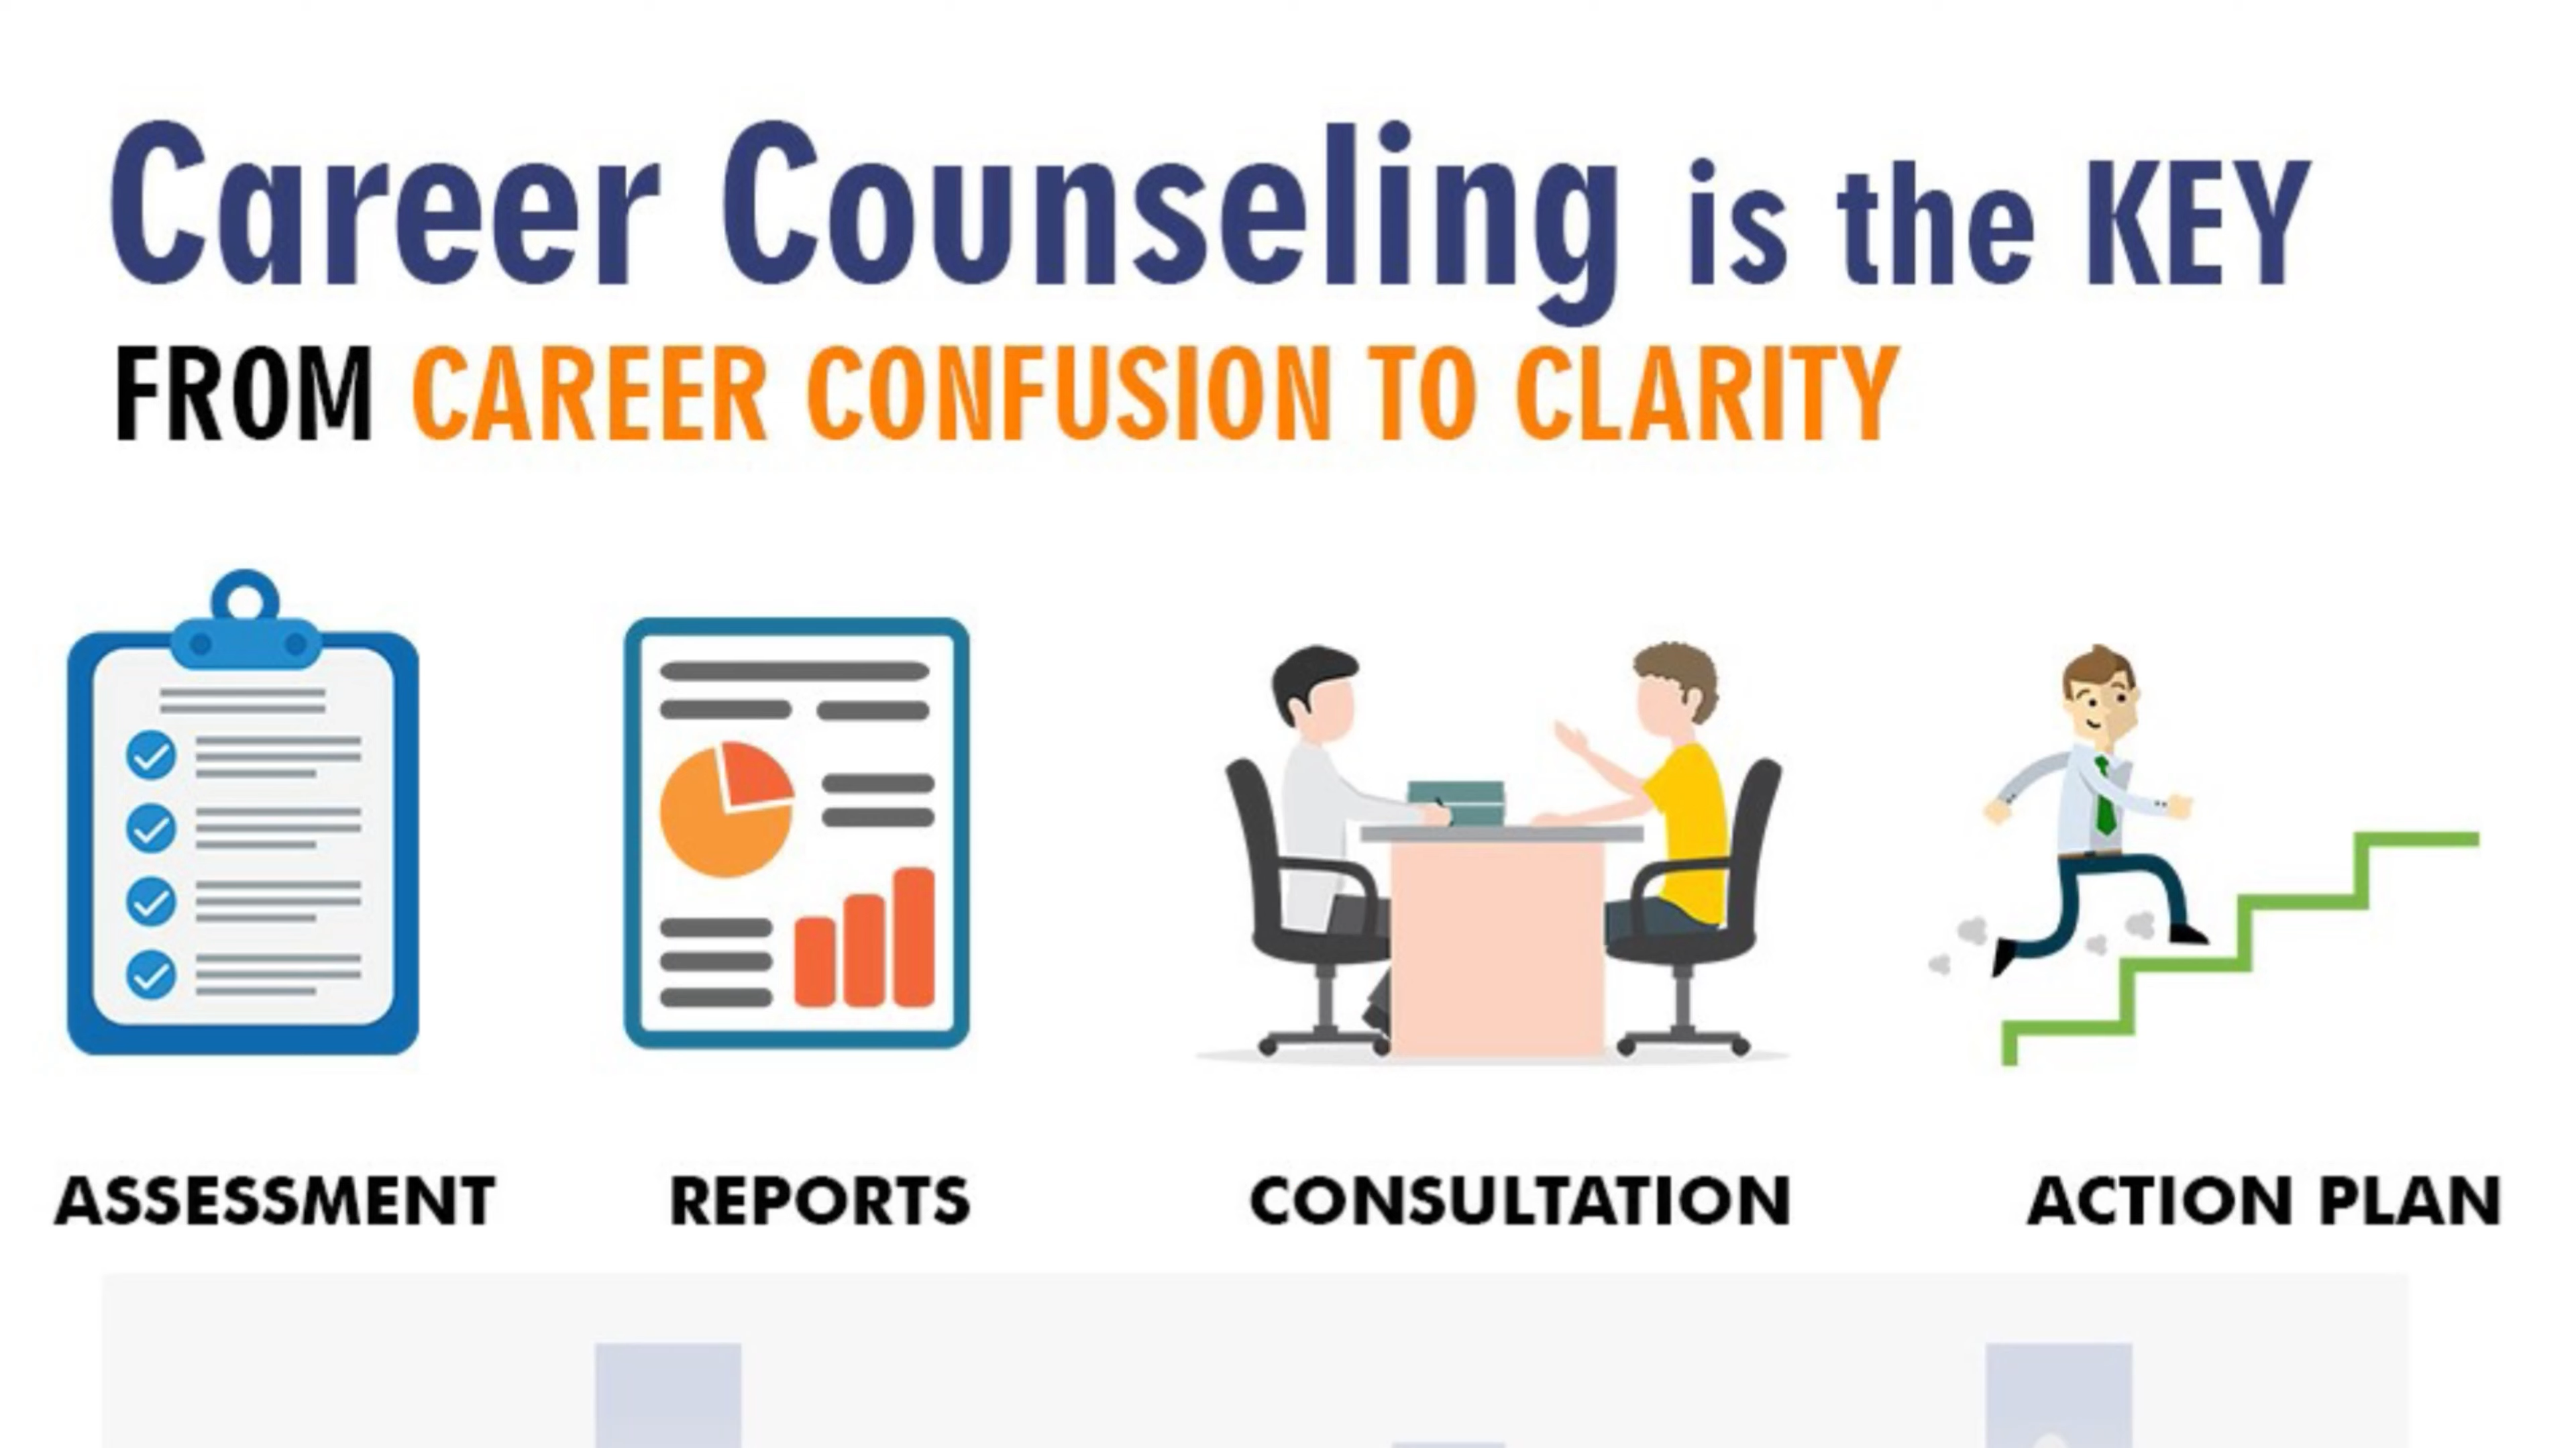 Career Counseling is the KEY
FROM CAREER CONFUSION TO CLARITY
ASSESSMENT
REPORTS
CONSULTATION
ACTION PLAN